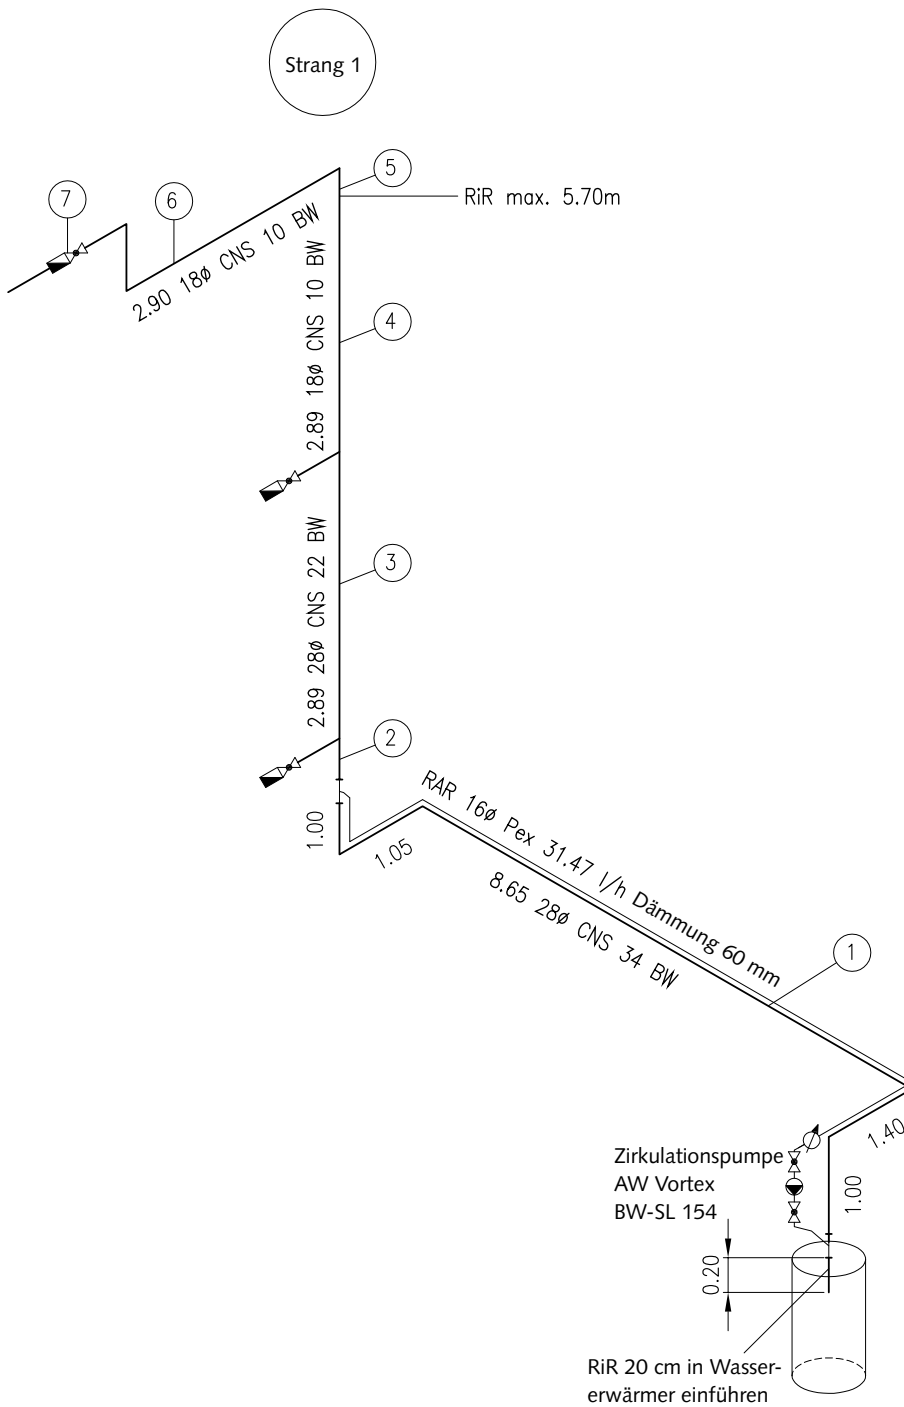 Strang 1
5
RiR max. 5.70m
7
6
2.90 18ø CNS 10 BW
2.89 18ø CNS 10 BW
4
2.89 28ø CNS 22 BW
3
2
1.00
1.05
RAR 16ø Pex 31.47 l/h Dämmung 60 mm
8.65 28ø CNS 34 BW
1
1.40
Zirkulationspumpe
AW Vortex
BW-SL 154
1.00
0.20
RiR 20 cm in Wasser-
erwärmer einführen